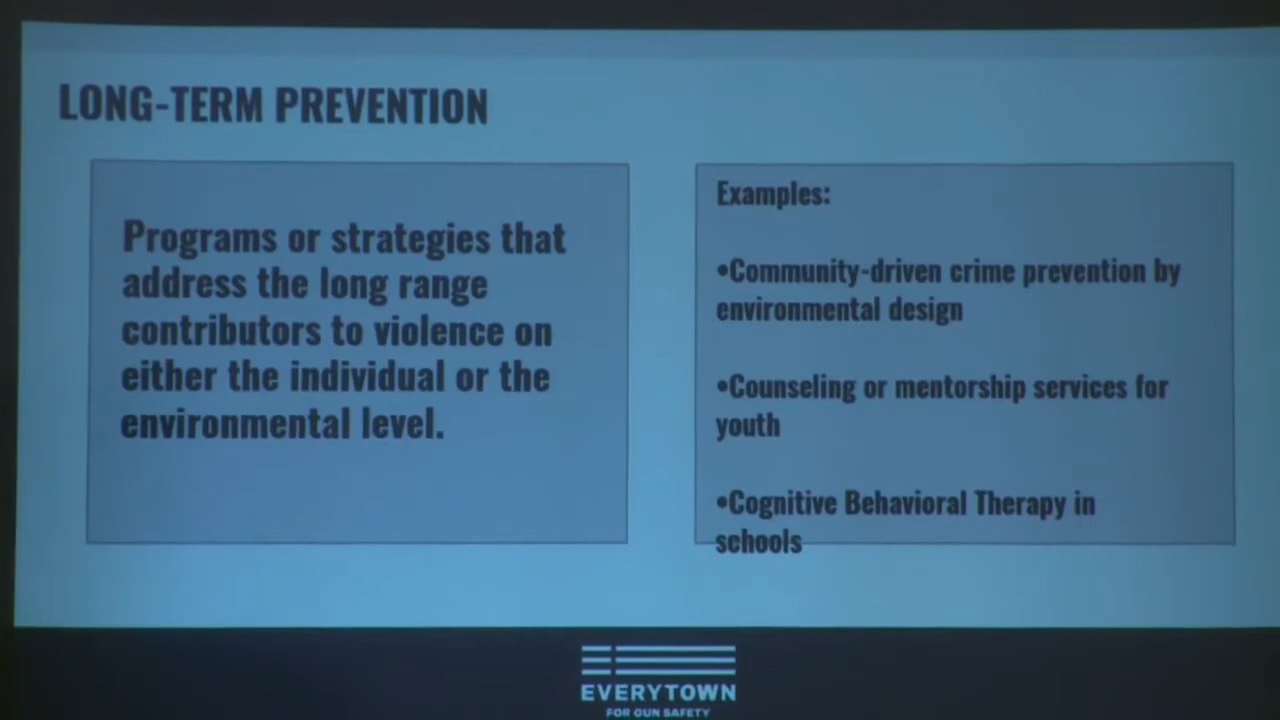 LONG-TERM PREVENTION
Programs or strategies that
address the long range
contributors to violence on
either the individual or the
environmental level.
Examples:
•Community-driven crime prevention by
environmental design
•Counseling or mentorship services for
youth
•Cognitive Behavioral Therapy in
schools
EVERYTOWN
FOR GUN SAFETY